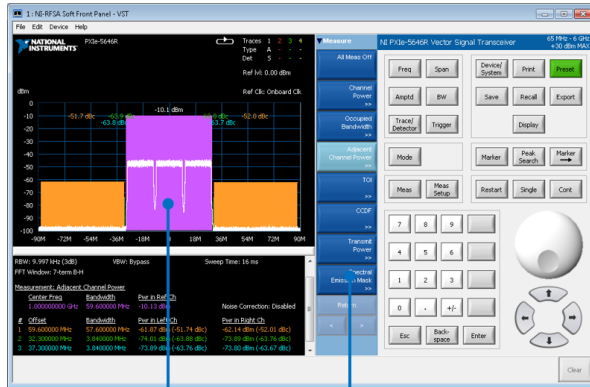 1: NI-RFSA Soft Front Panel - VST
File Edit Device Help
NATIONAL INSTRUMENTS
PXIe-5646R
Traces 1 2 3 4
Type A - - -
Det S - - -
Ref lvl: 0.00 dBm
dBm
Ref Clk: Onboard Clk
-10.1 dBm
-51.7 dBc
-52.0 dBc
-63.8 dBc
0
-10
-20
-30
-40
-50
-60
-70
-80
-90
-100
-90M -72M -54M -36M -18M 0 18M 36M 54M 72M 90M
RBW: 9.997 kHz (3dB) VBW: Bypass Sweep Time: 16 ms
FFT Window: 7-term B-H
Measurement: Adjacent Channel Power
Center Freq Bandwidth Pwr in Ref Ch
1.000000000 GHz 59.600000 MHz -10.13 dBm Noise Correction: Disabled
# Offset Bandwidth Pwr in Left Ch Pwr in Right Ch
1 59.600000 MHz 57.600000 MHz -61.87 dBm (-51.74 dBc) -62.14 dBm (-52.01 dBc)
2 32.300000 MHz 3.840000 MHz -74.01 dBm (-63.88 dBc) -73.89 dBm (-63.76 dBc)
3 37.300000 MHz 3.840000 MHz -73.89 dBm (-63.76 dBc) -73.80 dBm (-63.67 dBc)
Measure
All Meas Off
Channel Power >>
Occupied Bandwidth >>
Adjacent Channel Power >>
TOI >>
CCDF >>
Transmit Power >>
Spectral Emission Mask >>
Return
< >
NI PXIe-5646R Vector Signal Transceiver
65 MHz - 6 GHz
+30 dBm MAX
Freq Span Device/System Print Preset
Amptd BW Save Recall Export
Trace/Detector Trigger Display
Mode Marker Peak Search Marker →
Meas Meas Setup Restart Single Cont
7 8 9
4 5 6
1 2 3
0 . +/-
Esc Back-space Enter
Clear